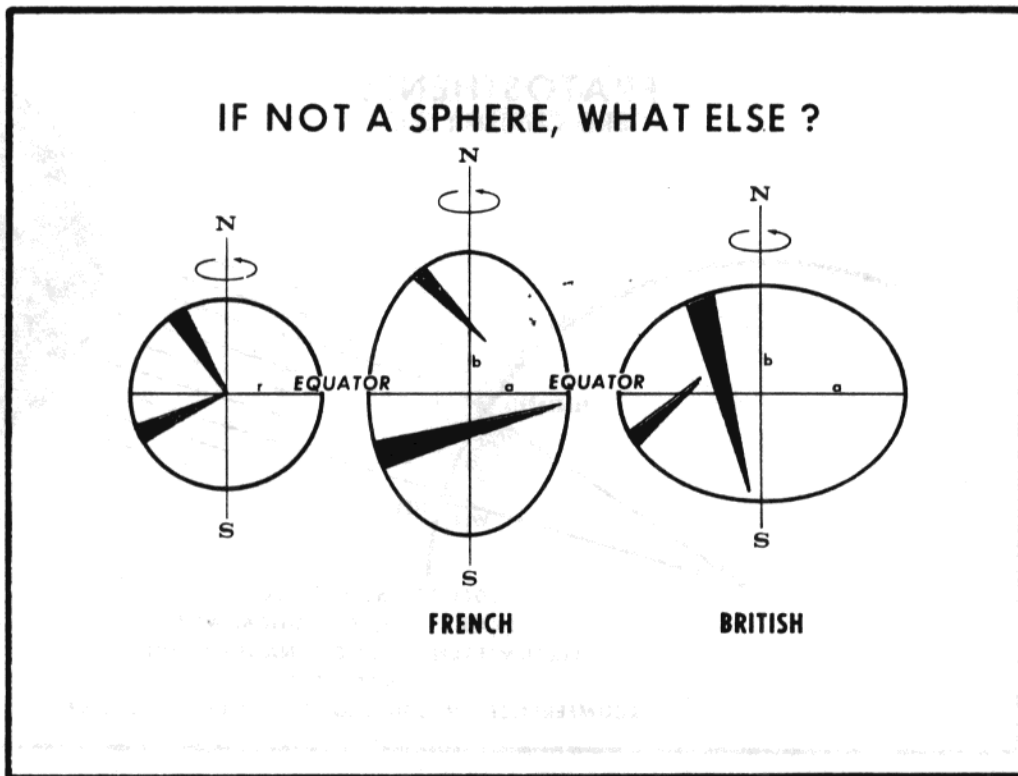 IF NOT A SPHERE, WHAT ELSE ?
N
N
N
r
EQUATOR
b
a
EQUATOR
b
a
S
S
S
FRENCH
BRITISH